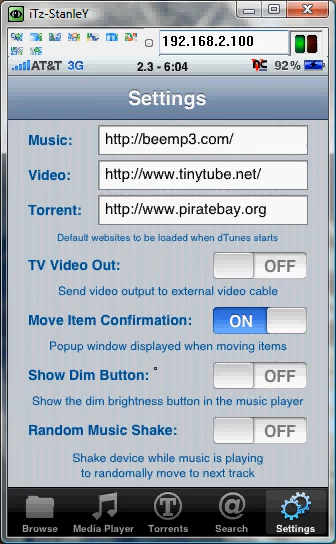 iTz-StanleY
192.168.2.100
AT&T 3G 2.3 - 6:04 92%
Settings
Music: http://beemp3.com/
Video: http://www.tinytube.net/
Torrent: http://www.piratebay.org
Default websites to be loaded when dTunes starts
TV Video Out: OFF
Send video output to external video cable
Move Item Confirmation: ON
Popup window displayed when moving items
Show Dim Button: OFF
Show the dim brightness button in the music player
Random Music Shake: OFF
Shake device while music is playing
to randomally move to next track
Browse Media Player Torrents Search Settings